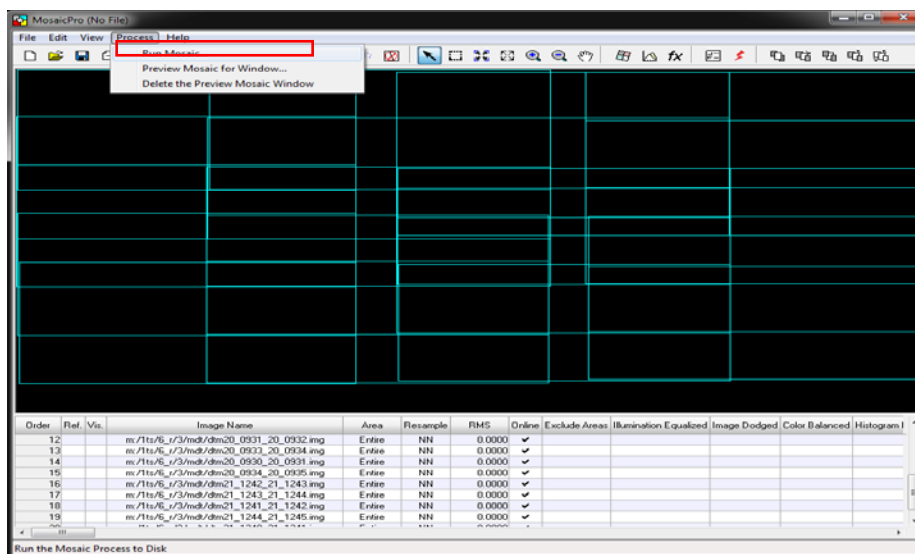 MosaicPro (No File)
File Edit View Process Help
Run Mosaic...
Preview Mosaic for Window...
Delete the Preview Mosaic Window
Order Ref. Vis. Image Name Area Resample RMS Online Exclude Areas Illumination Equalized Image Dodged Color Balanced Histogram
12 m:/1ts/6_r/3/mdt/dtm20_0931_20_0932.img Entire NN 0.0000
13 m:/1ts/6_r/3/mdt/dtm20_0933_20_0934.img Entire NN 0.0000
14 m:/1ts/6_r/3/mdt/dtm20_0930_20_0931.img Entire NN 0.0000
15 m:/1ts/6_r/3/mdt/dtm20_0934_20_0935.img Entire NN 0.0000
16 m:/1ts/6_r/3/mdt/dtm21_1242_21_1243.img Entire NN 0.0000
17 m:/1ts/6_r/3/mdt/dtm21_1243_21_1244.img Entire NN 0.0000
18 m:/1ts/6_r/3/mdt/dtm21_1241_21_1242.img Entire NN 0.0000
19 m:/1ts/6_r/3/mdt/dtm21_1244_21_1245.img Entire NN 0.0000
Run the Mosaic Process to Disk